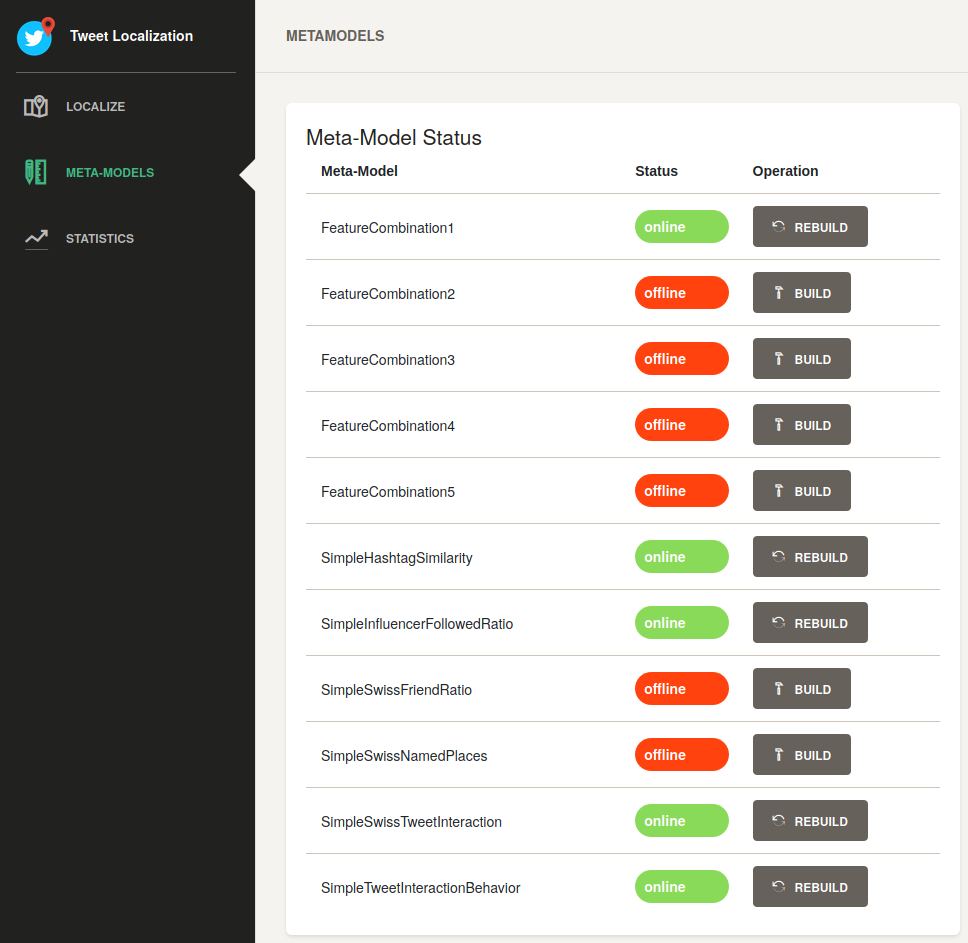 Tweet Localization
METAMODELS
LOCALIZE
META-MODELS
STATISTICS
Meta-Model Status
Meta-Model Status Operation
FeatureCombination1 online REBUILD
FeatureCombination2 offline BUILD
FeatureCombination3 offline BUILD
FeatureCombination4 offline BUILD
FeatureCombination5 offline BUILD
SimpleHashtagSimilarity online REBUILD
SimpleInfluencerFollowedRatio online REBUILD
SimpleSwissFriendRatio offline BUILD
SimpleSwissNamedPlaces offline BUILD
SimpleSwissTweetInteraction online REBUILD
SimpleTweetInteractionBehavior online REBUILD